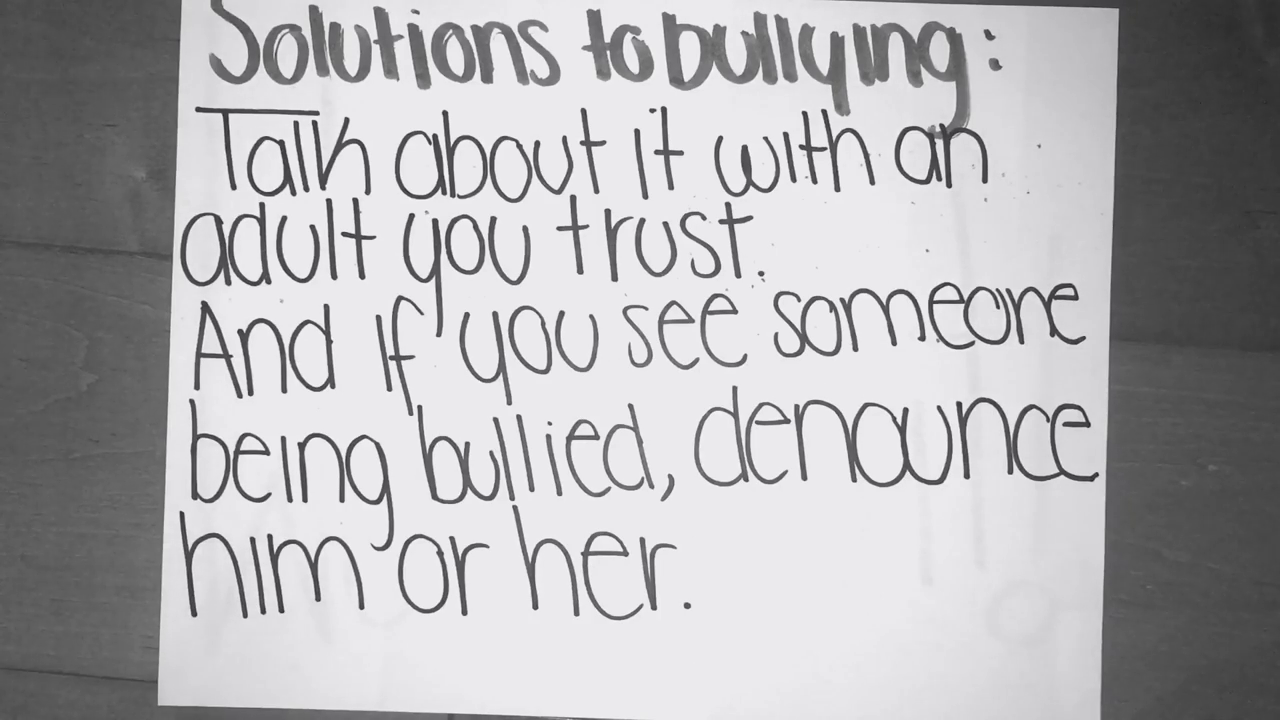 Solutions to bullying:
Talk about it with an
adult you trust.
And if you see someone
being bullied, denounce
him or her.